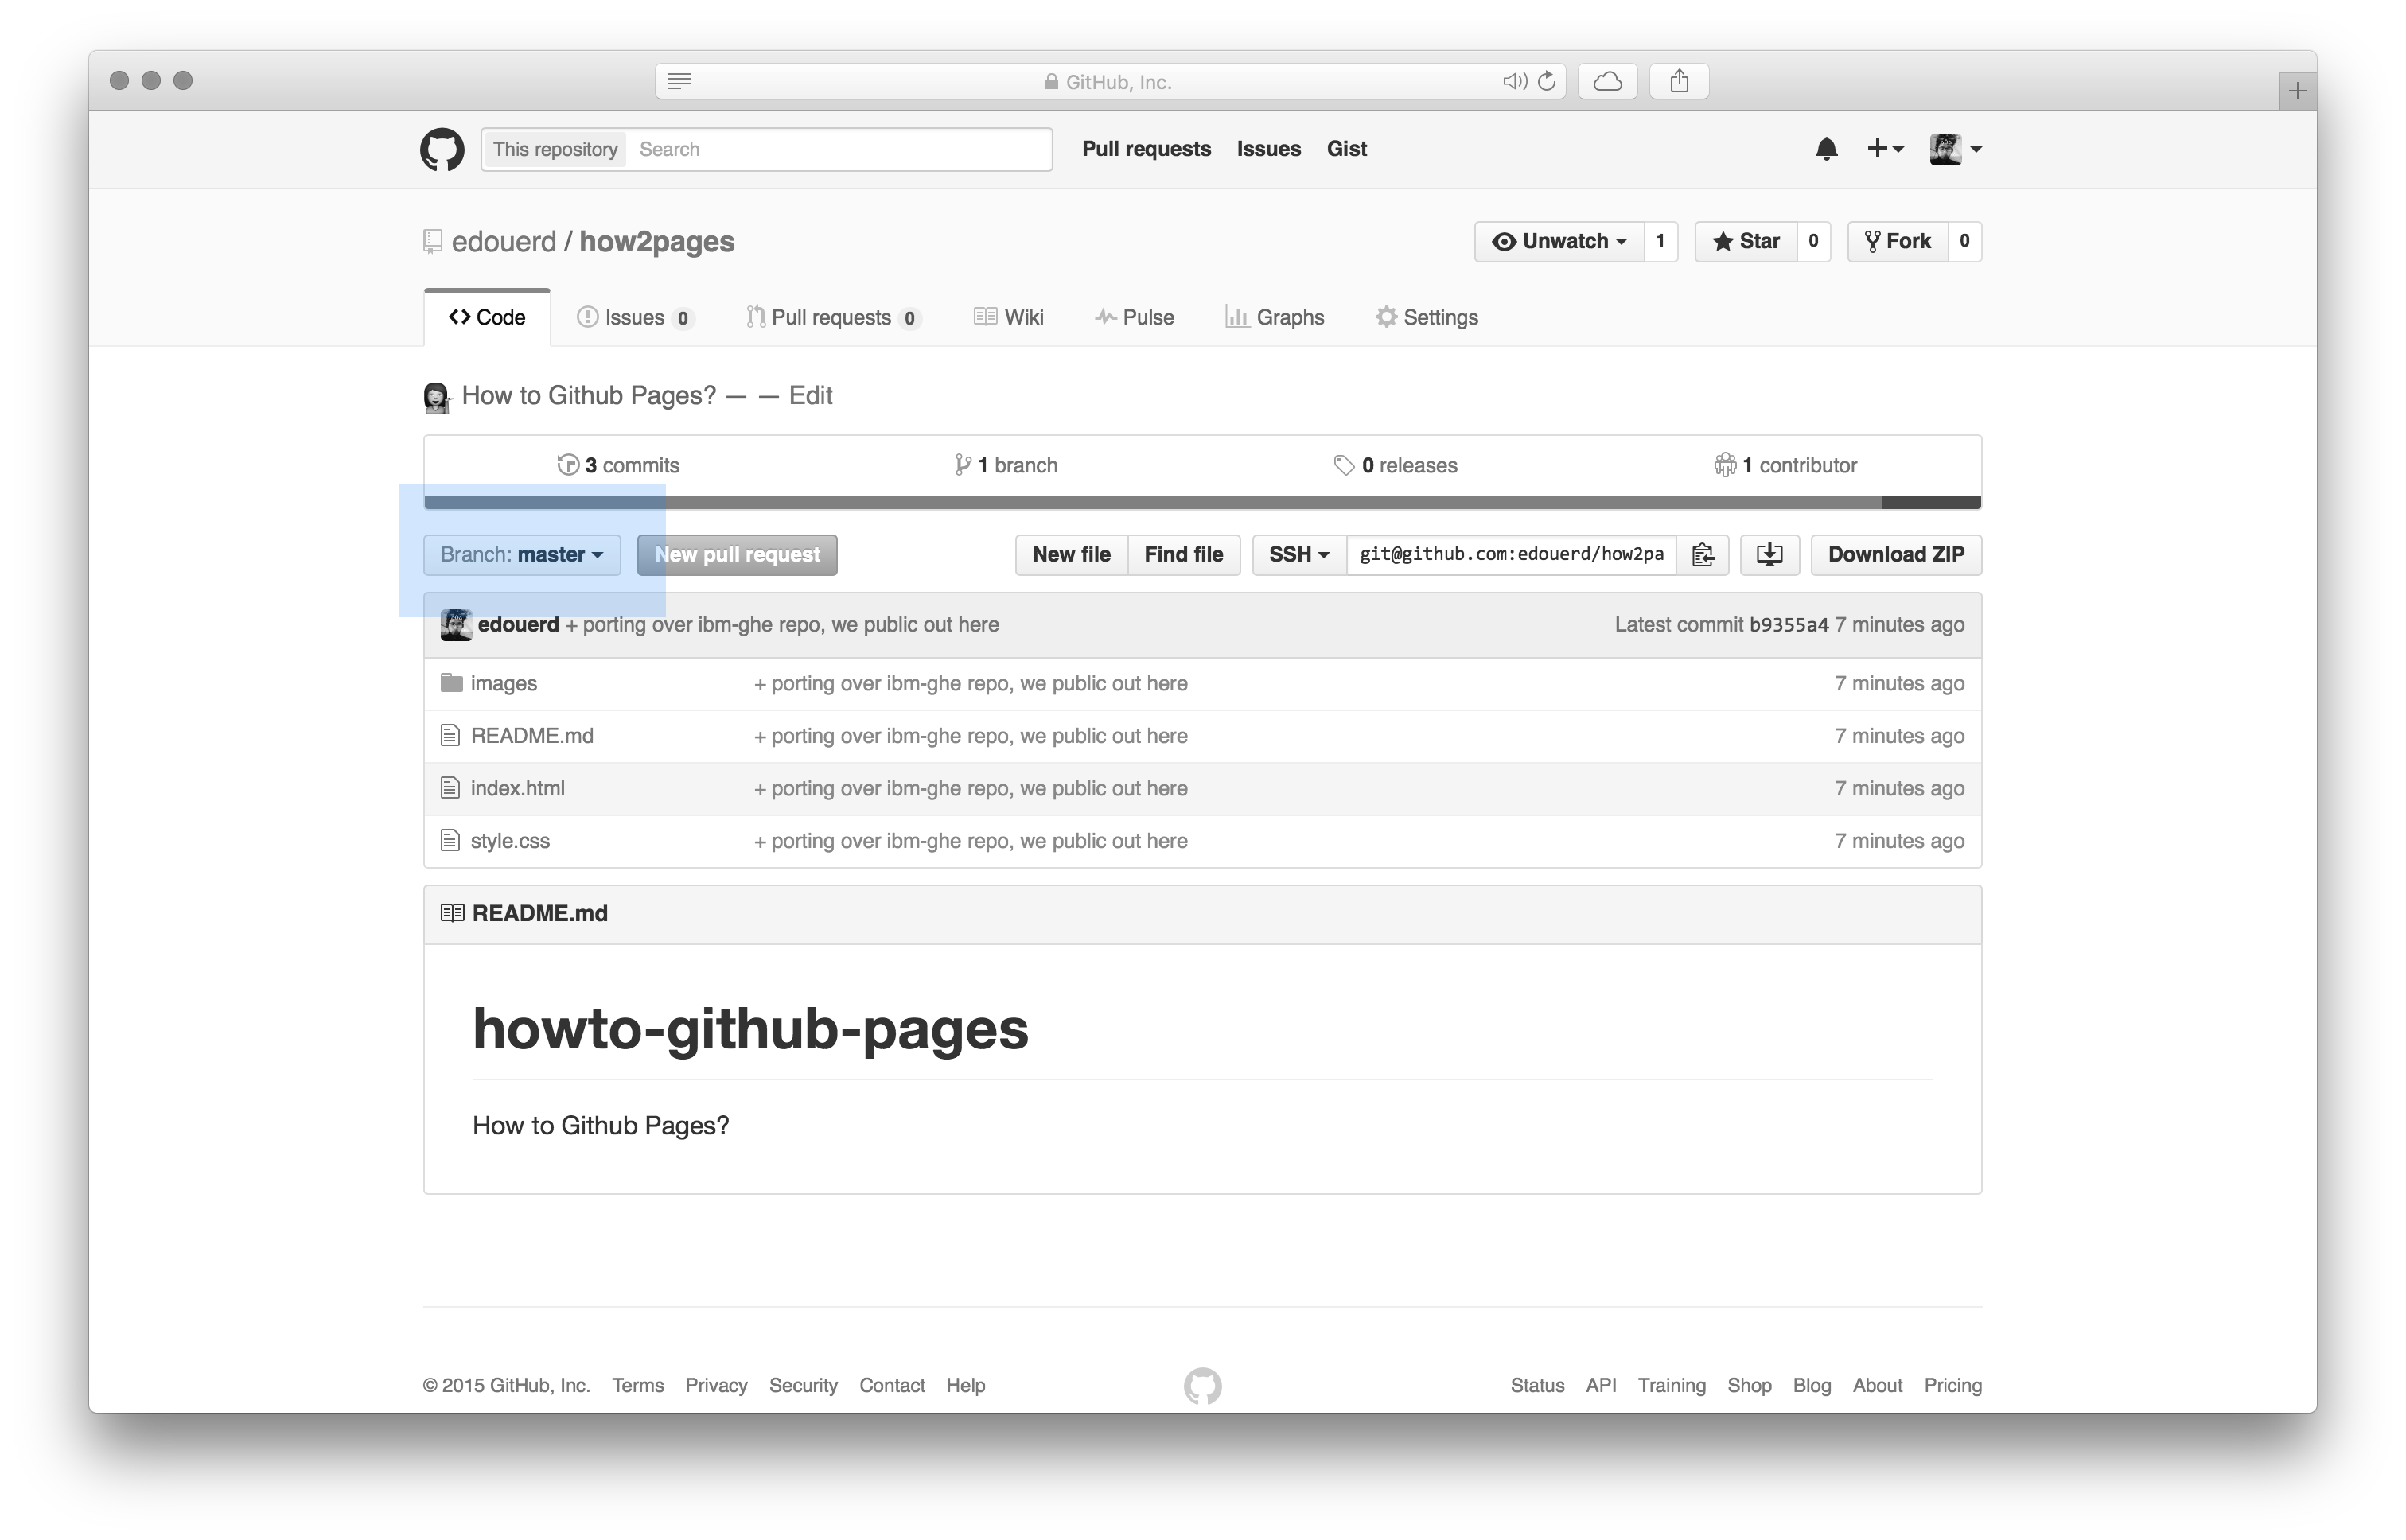 GitHub, Inc.
This repository Search Pull requests Issues Gist
edouerd / how2pages Unwatch 1 Star 0 Fork 0
Code Issues 0 Pull requests 0 Wiki Pulse Graphs Settings
How to Github Pages? — — Edit
3 commits 1 branch 0 releases 1 contributor
Branch: master New pull request New file Find file SSH git@github.com:edouerd/how2pa Download ZIP
edouerd + porting over ibm-ghe repo, we public out here Latest commit b9355a4 7 minutes ago
images + porting over ibm-ghe repo, we public out here 7 minutes ago
README.md + porting over ibm-ghe repo, we public out here 7 minutes ago
index.html + porting over ibm-ghe repo, we public out here 7 minutes ago
style.css + porting over ibm-ghe repo, we public out here 7 minutes ago
README.md
howto-github-pages
How to Github Pages?
© 2015 GitHub, Inc. Terms Privacy Security Contact Help Status API Training Shop Blog About Pricing